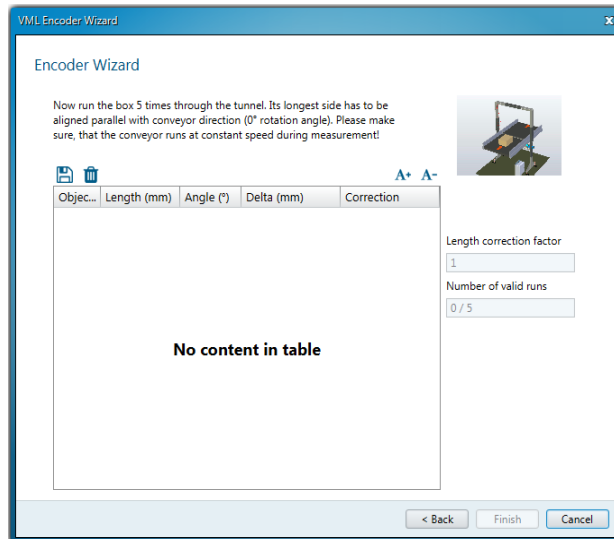 VML Encoder Wizard
Encoder Wizard
Now run the box 5 times through the tunnel. Its longest side has to be
aligned parallel with conveyor direction (0° rotation angle). Please make
sure, that the conveyor runs at constant speed during measurement!
A+ A-
Objec... Length (mm) Angle (°) Delta (mm) Correction
No content in table
Length correction factor
1
Number of valid runs
0 / 5
< Back Finish Cancel